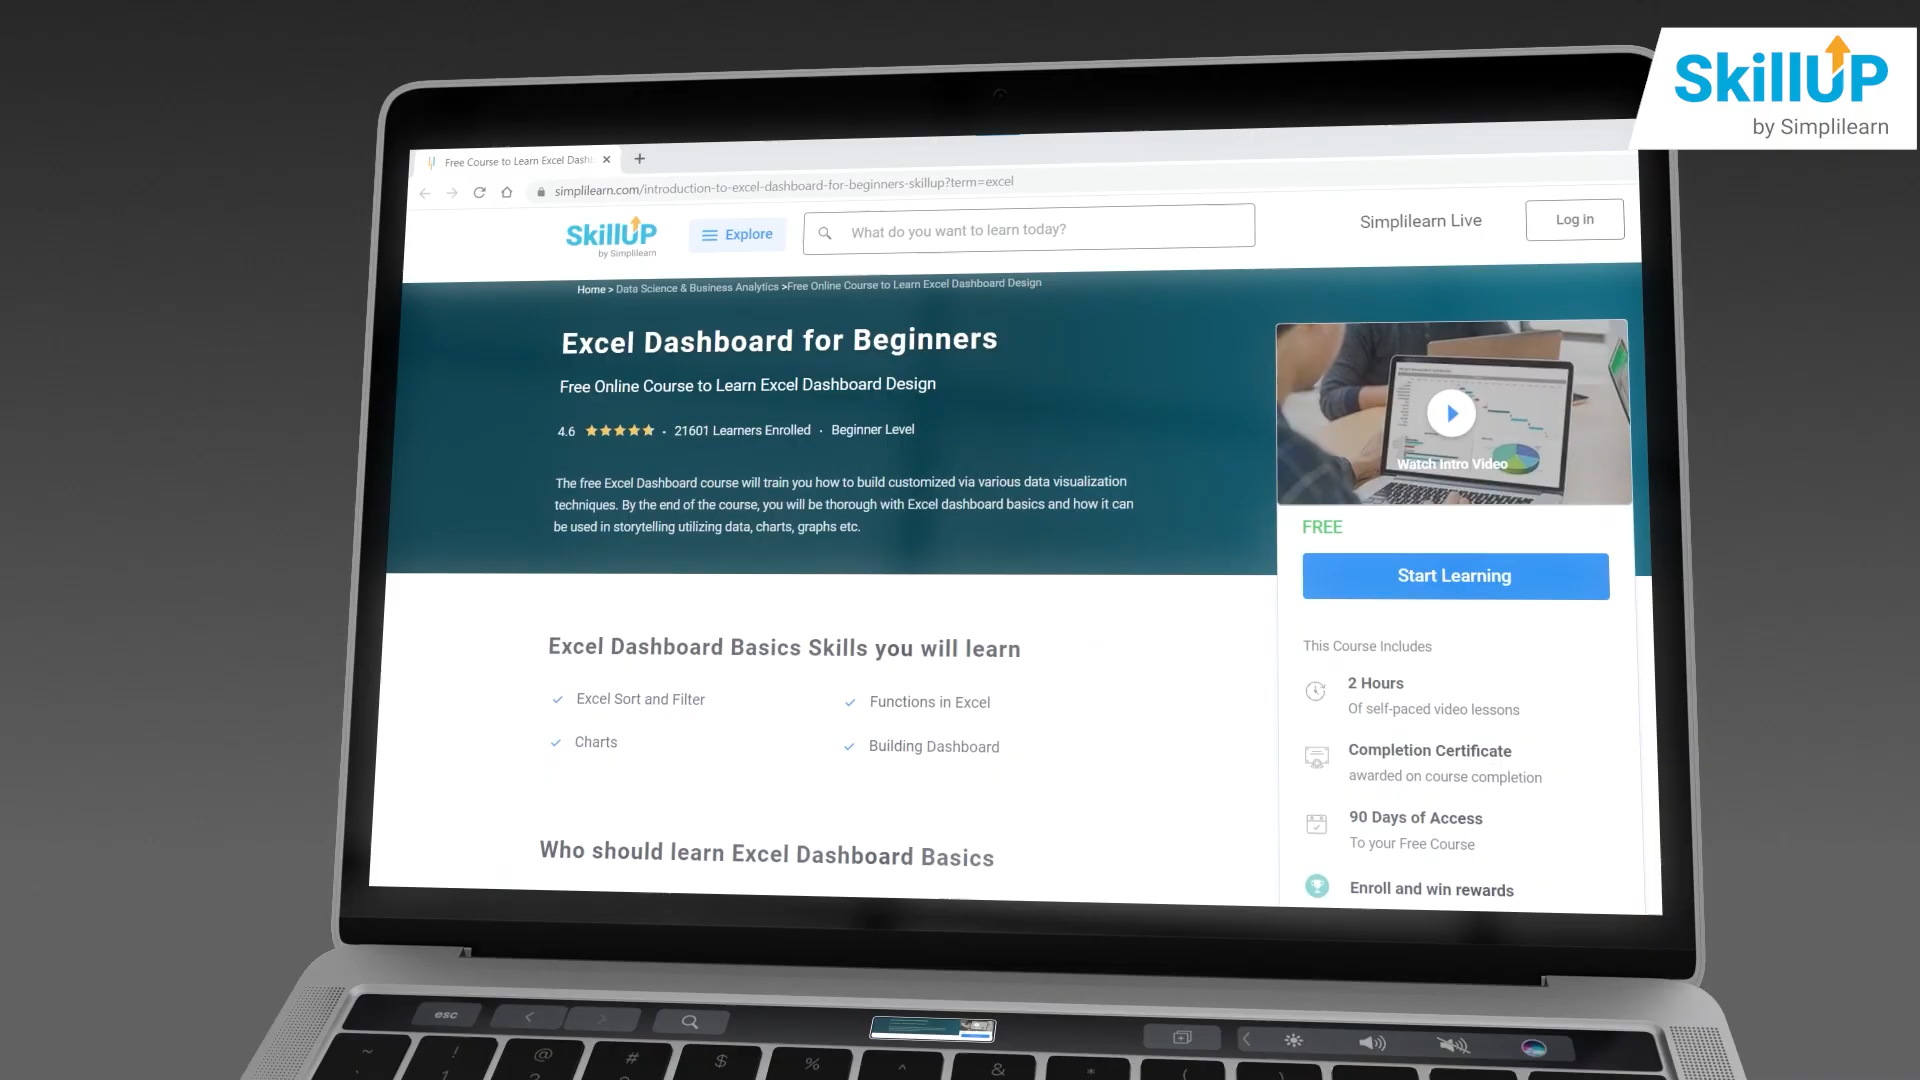 SkillUP
by Simplilearn
Free Course to Learn Excel Dashb
simplilearn.com/introduction-to-excel-dashboard-for-beginners-skillup?term=excel
SkillUP
by Simplilearn
Explore
What do you want to learn today?
Simplilearn Live
Log in
Home > Data Science & Business Analytics >Free Online Course to Learn Excel Dashboard Design
Excel Dashboard for Beginners
Free Online Course to Learn Excel Dashboard Design
4.6
21601 Learners Enrolled · Beginner Level
The free Excel Dashboard course will train you how to build customized via various data visualization
techniques. By the end of the course, you will be thorough with Excel dashboard basics and how it can
be used in storytelling utilizing data, charts, graphs etc.
Watch Intro Video
FREE
Start Learning
This Course Includes
2 Hours
Of self-paced video lessons
Completion Certificate
awarded on course completion
90 Days of Access
To your Free Course
Enroll and win rewards
Excel Dashboard Basics Skills you will learn
Excel Sort and Filter
Functions in Excel
Charts
Building Dashboard
Who should learn Excel Dashboard Basics
esc
~ ! @ # $ % ^ & * ( )